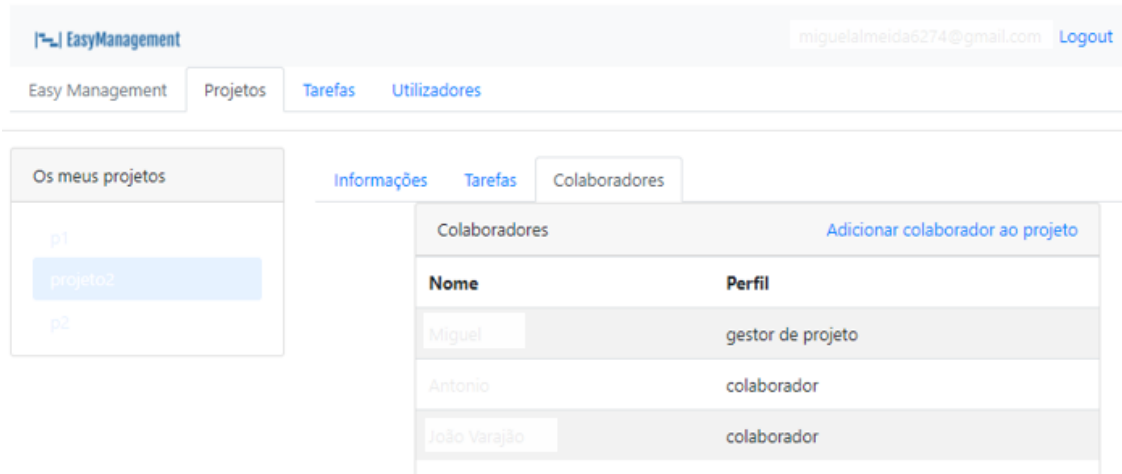 EasyManagement
miguelalmeida6274@gmail.com Logout
Easy Management Projetos Tarefas Utilizadores
Os meus projetos
p1
projeto2
p2
Informações Tarefas Colaboradores
Colaboradores Adicionar colaborador ao projeto
Nome Perfil
Miguel gestor de projeto
Antonio colaborador
João Varajão colaborador